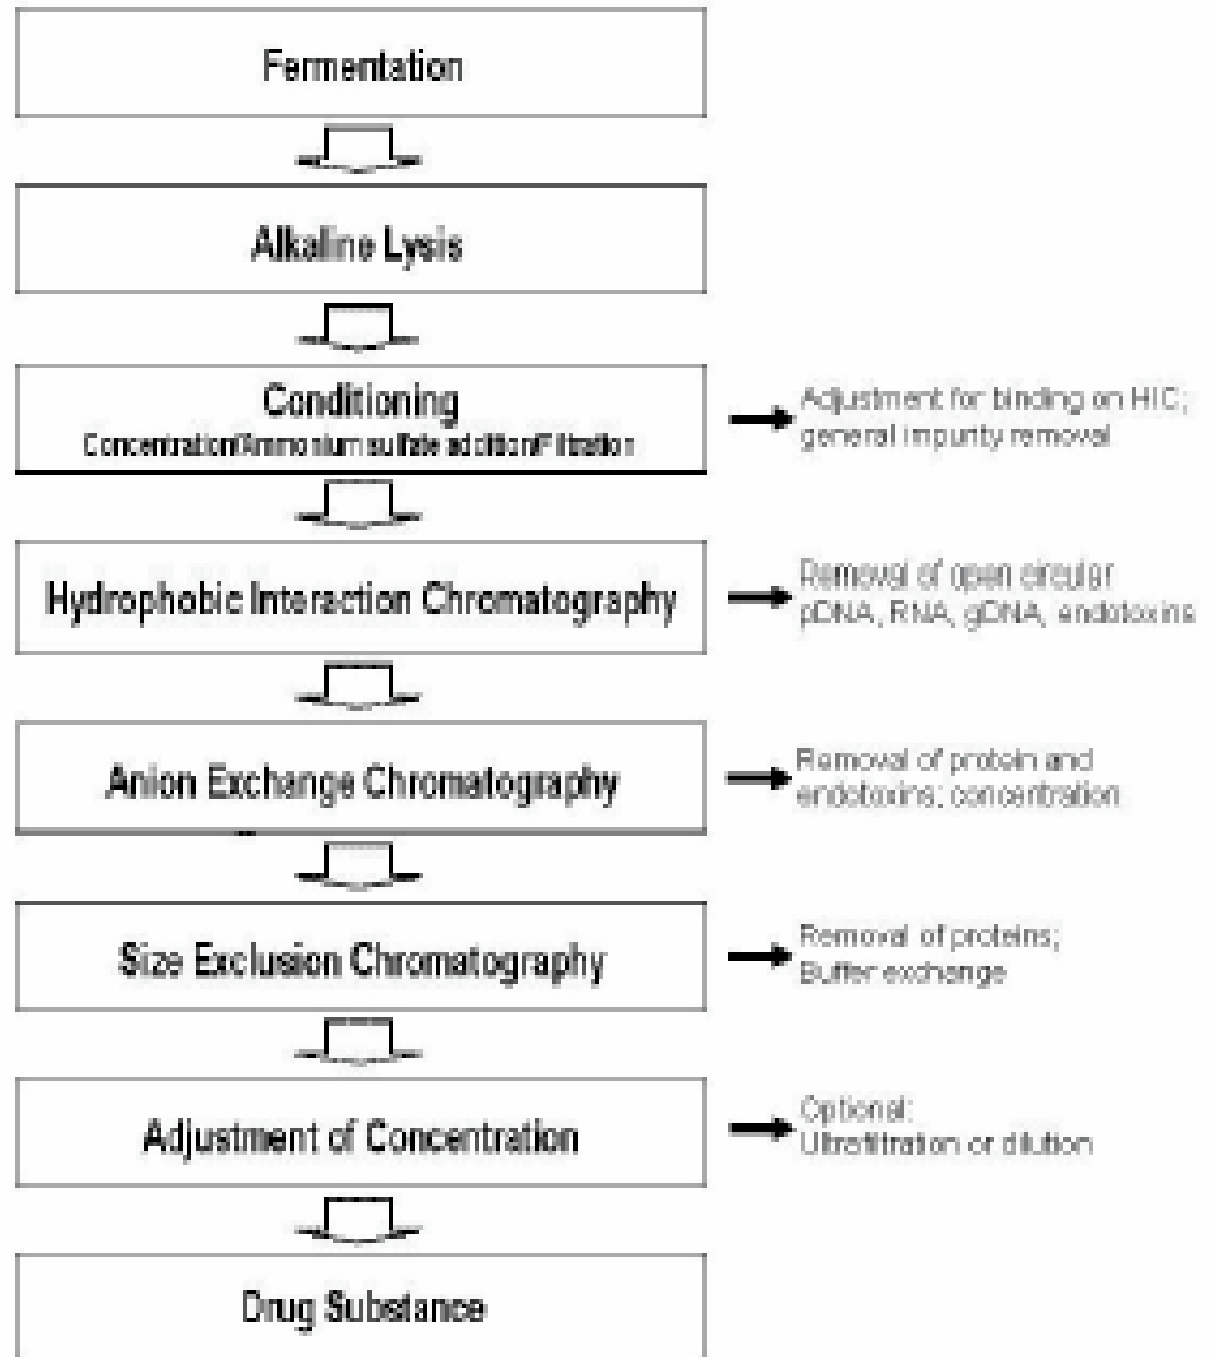 Fermentation
Alkaline Lysis
Conditioning
Concentration/Ammonium sulfate addition/Filtration
Adjustment for binding on HIC;
general impurity removal
Hydrophobic Interaction Chromatography
Removal of open circular
pDNA, RNA, gDNA, endotoxins
Anion Exchange Chromatography
Removal of protein and
endotoxins; concentration
Size Exclusion Chromatography
Removal of proteins;
Buffer exchange
Adjustment of Concentration
Optional:
Ultrafiltration or dilution
Drug Substance